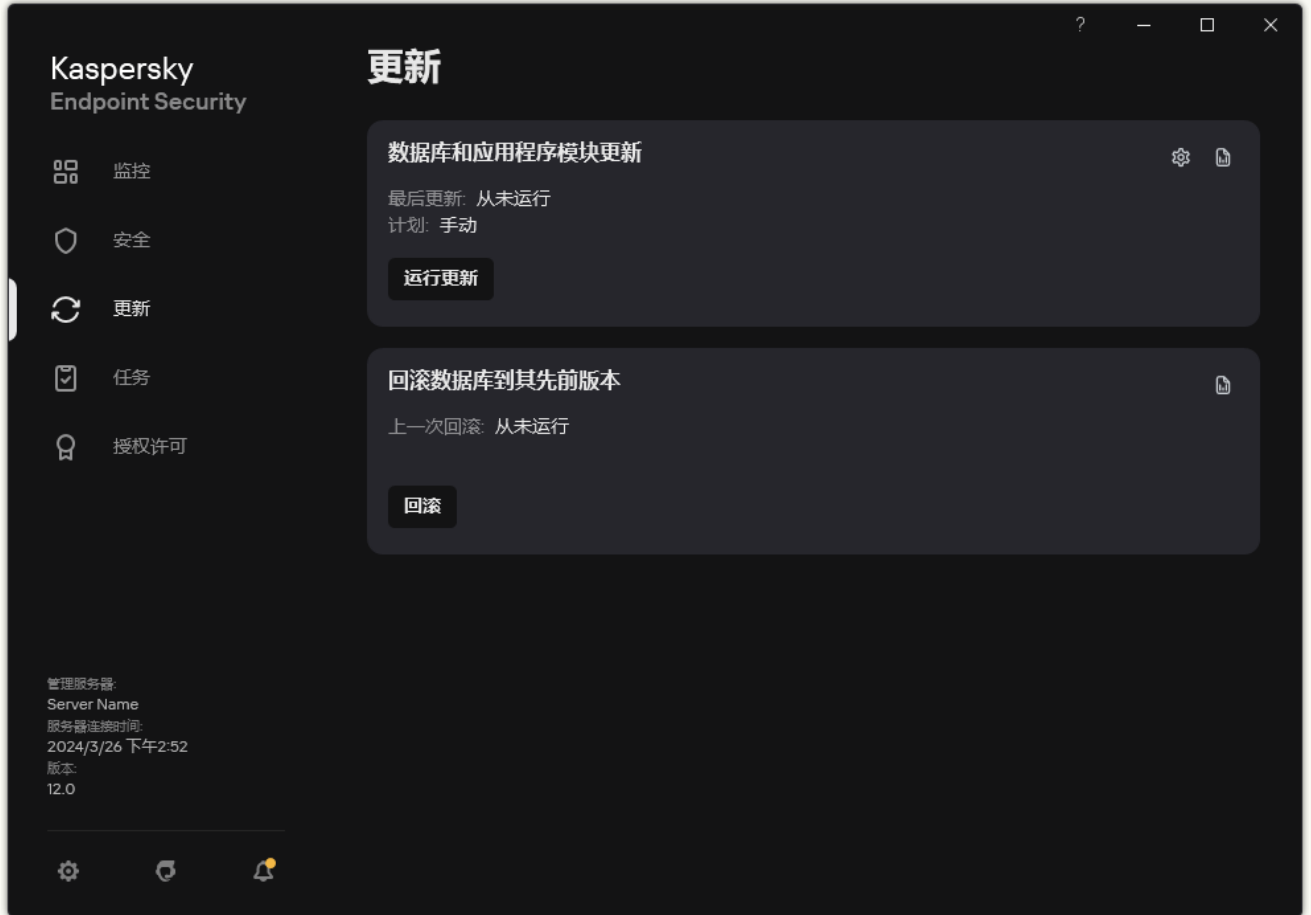 ?
Kaspersky
Endpoint Security
监控
安全
更新
任务
授权许可
更新
数据库和应用程序模块更新
最后更新: 从未运行
计划: 手动
运行更新
回滚数据库到其先前版本
上一次回滚: 从未运行
回滚
管理服务器:
Server Name
服务器连接时间:
2024/3/26 下午2:52
版本:
12.0